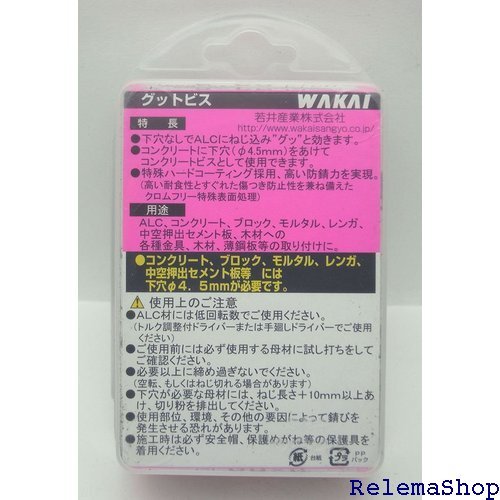 グットビス WAKAI
特長
若井産業株式会社
http://www.wakaisangyo.co.jp/
●下穴なしでALCにねじ込み"グッ"と効きます。
●コンクリートに下穴(φ4.5mm)をあけて
コンクリートビスとして使用できます。
●特殊ハードコーティング採用、高い防錆力を実現。
(高い耐食性とすぐれた傷つき防止性を兼ね備えた
クロムフリー特殊表面処理)
用途
ALC、コンクリート、ブロック、モルタル、レンガ、
中空押出セメント板、木材への
各種金具、木材、薄鋼板等の取り付けに。
●コンクリート、ブロック、モルタル、レンガ、
中空押出セメント板等 には
下穴φ4.5mmが必要です。
使用上のご注意
●ALC材には低回転数でご使用ください。
(トルク調整付ドライバーまたは手廻しドライバーでご使用)
●ご使用前には必ず使用する母材に試し打ちをして
ご確認ください。
●必要以上に締め過ぎないでください。
(空転、もしくはねじ切れる場合があります)
●下穴が必要な母材には、ねじ長さ+10mm以上あ
け、切り粉を排出してください。
●使用部位、環境、その他の要因によって錆びを
発生させる恐れがあります。
●施工時は必ず安全帽、保護めがね等の保護具を
着用ください。
紙 台紙 プラ PP
パック
RelemaShop